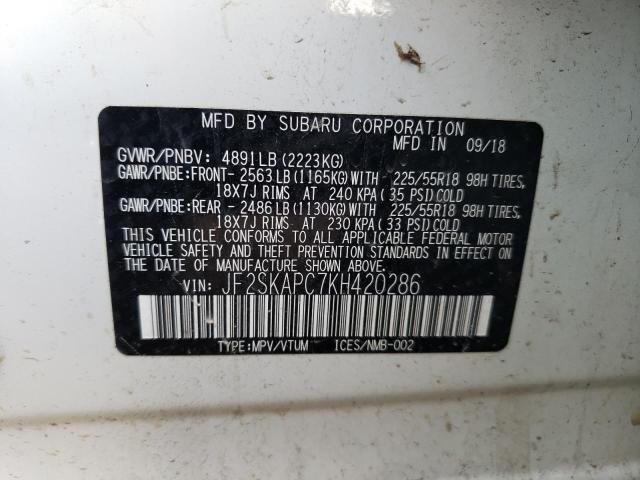 MFD BY SUBARU CORPORATION
MFD IN 09/18
GVWR/PNBV: 4891LB (2223KG)
GAWR/PNBE:FRONT- 2563LB(1165KG)WITH - 225/55R18 98H TIRES,
18X7J RIMS AT 240 KPA (35 PSI)COLD
GAWR/PNBE:REAR - 2486LB(1130KG)WITH - 225/55R18 98H TIRES,
18X7J RIMS AT 230 KPA (33 PSI)COLD
THIS VEHICLE CONFORMS TO ALL APPLICABLE FEDERAL MOTOR
VEHICLE SAFETY AND THEFT PREVENTION STANDARDS IN EFFECT ON
THE DATE OF MANUFACTURE SHOWN ABOVE.
VIN: JF2SKAPC7KH420286
TYPE:MPV/VTUM ICES/NMB-002